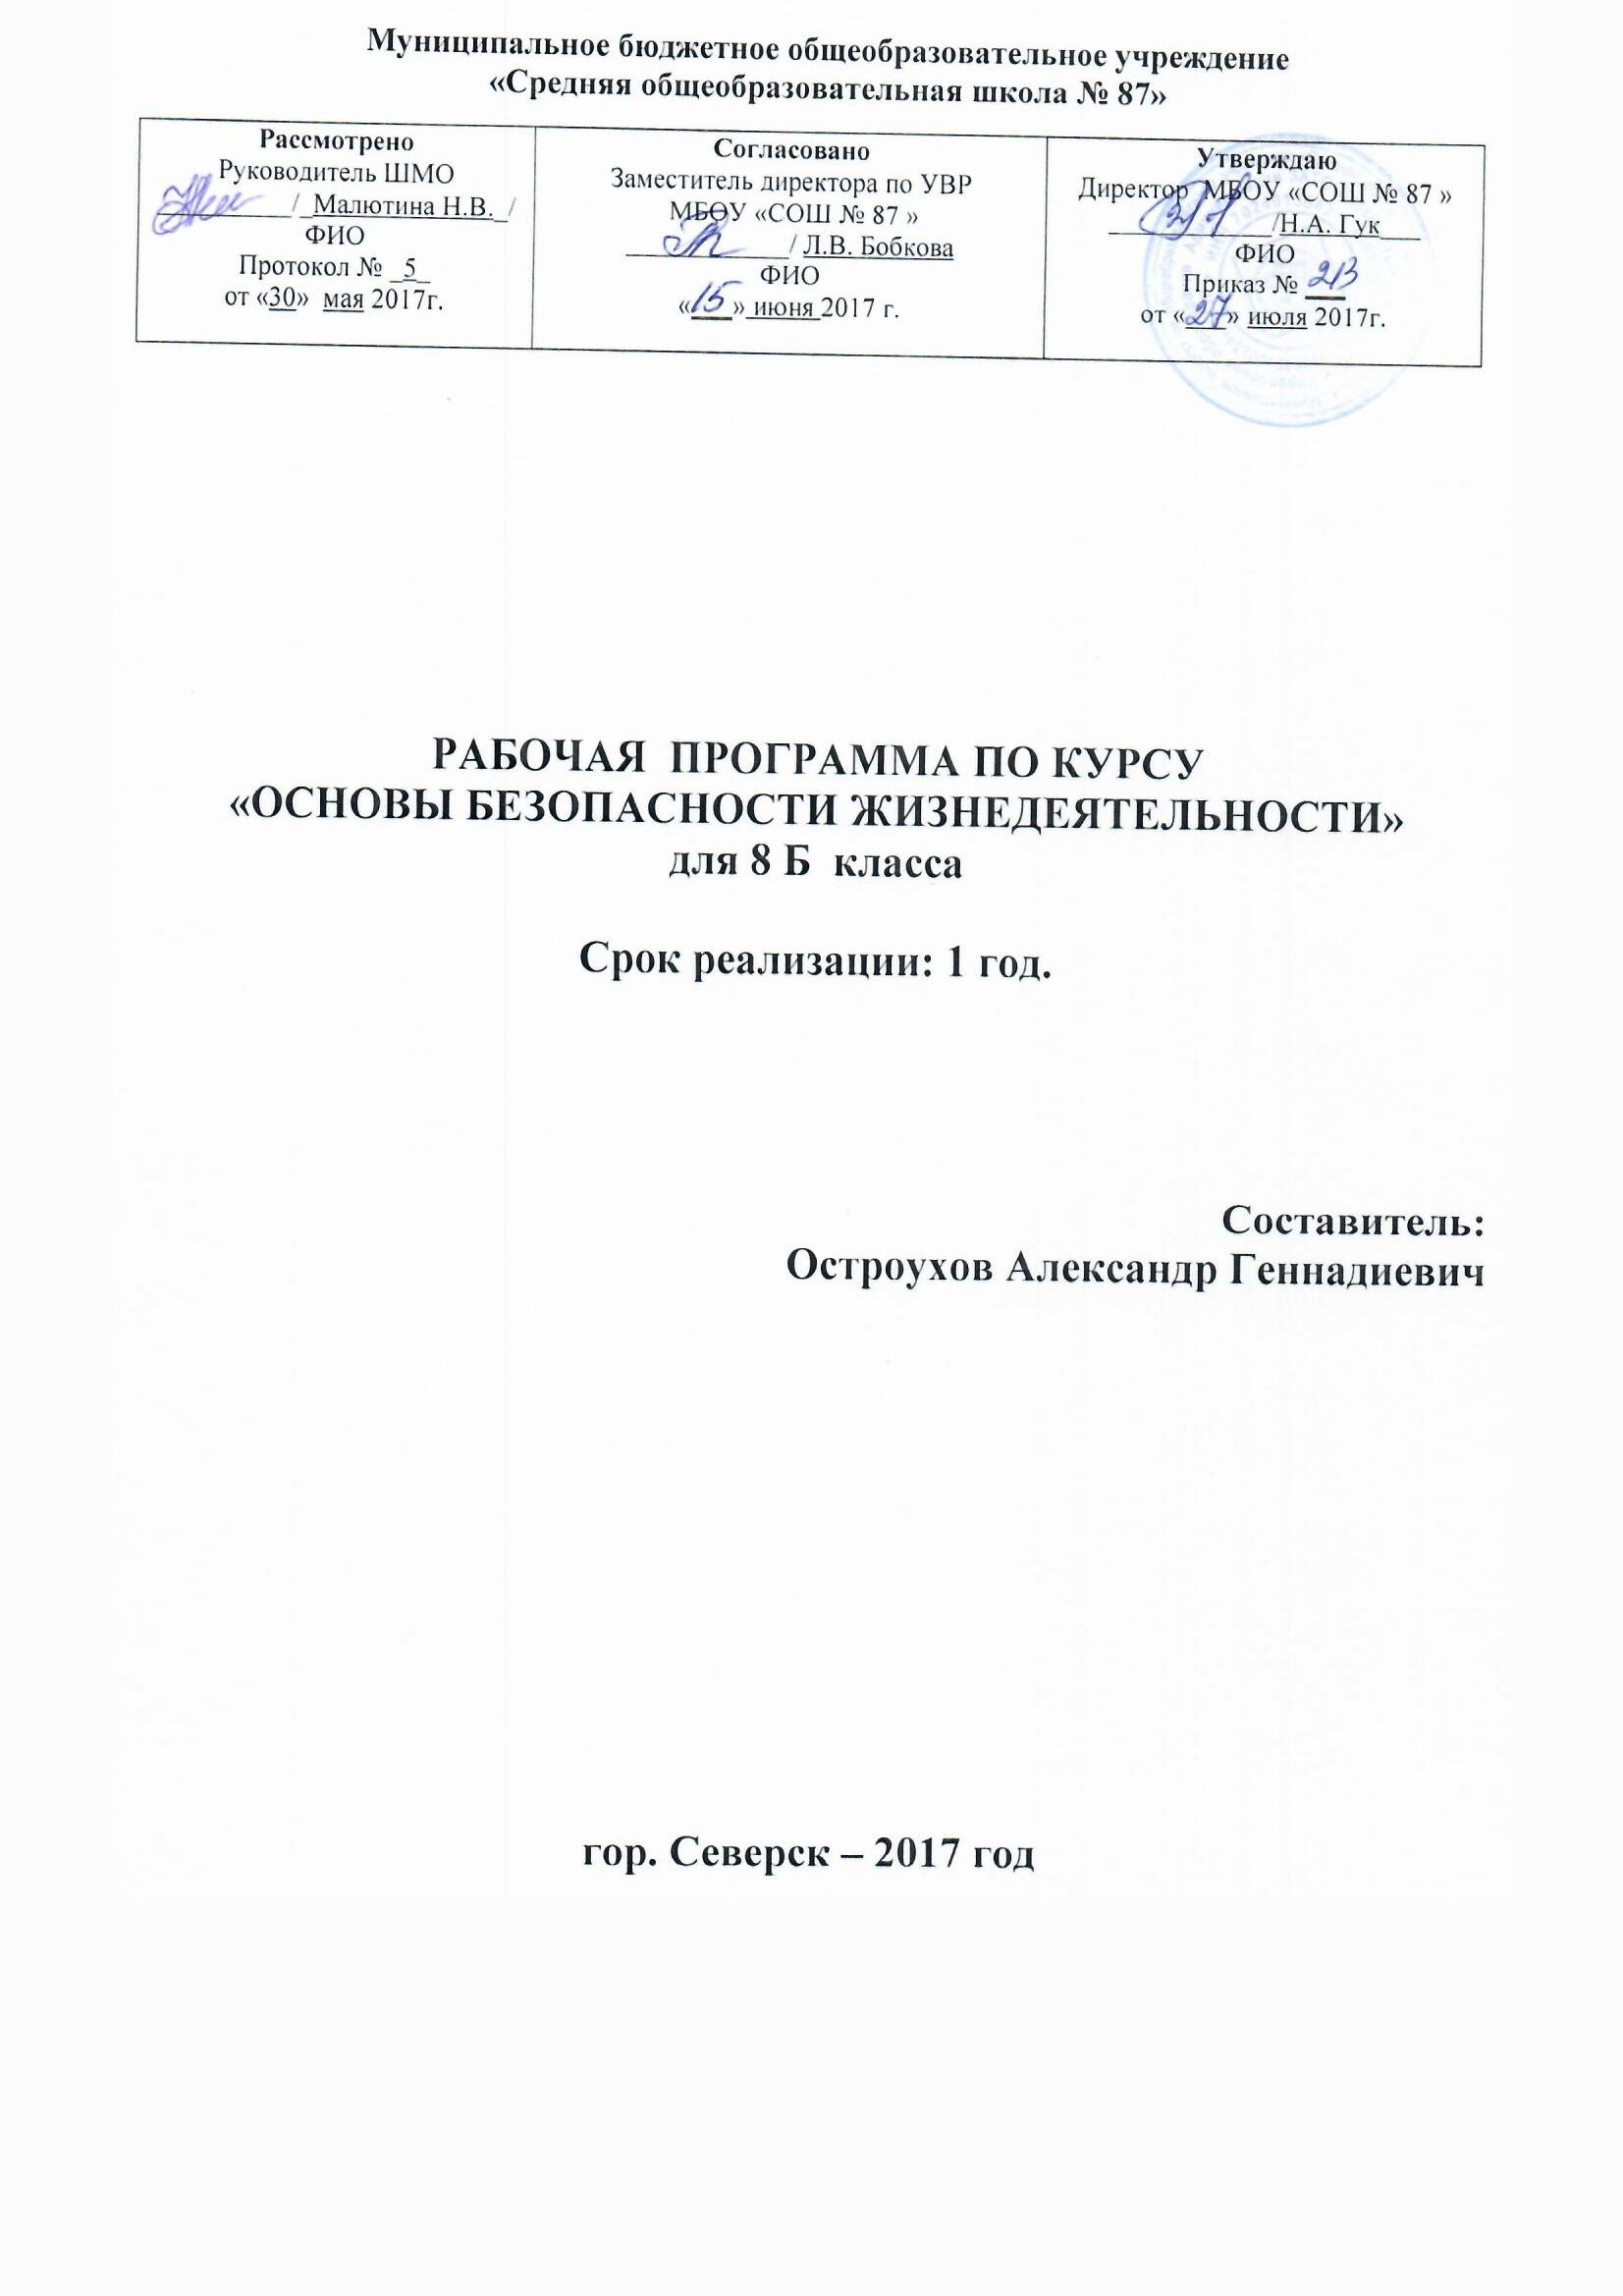 Муниципальное бюджетное общеобразовательное учреждение
«Средняя общеобразовательная школа № 87»
Рассмотрено
Руководитель ШМО
/ Малютина Н.В. /
ФИО
Протокол № 5
от «30» мая 2017г.
Согласовано
Заместитель директора по УВР
МБОУ «СОШ № 87 »
/ Л.В. Бобкова
ФИО
«15» июня 2017 г.
Утверждаю
Директор МБОУ «СОШ № 87 »
/Н.А. Гук
ФИО
Приказ № 213
от «27» июля 2017г.
РАБОЧАЯ ПРОГРАММА ПО КУРСУ
«ОСНОВЫ БЕЗОПАСНОСТИ ЖИЗНЕДЕЯТЕЛЬНОСТИ»
для 8 Б класса
Срок реализации: 1 год.
Составитель:
Остроухов Александр Геннадиевич
гор. Северск – 2017 год